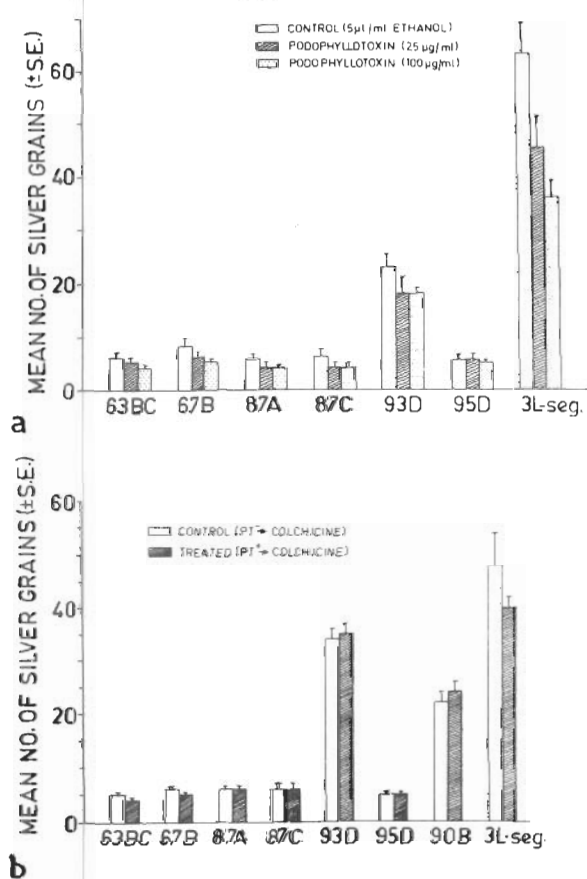 CONTROL (5µl/ml ETHANOL)
PODOPHYLLOTOXIN (25 µg/ml)
PODOPHYLLOTOXIN (100µg/ml)
MEAN NO. OF SILVER GRAINS (±S.E.)
60
40
20
0
63BC 67B 87A 87C 93D 95D 3L-seg.
a
CONTROL (PT⁻→ COLCHICINE)
TREATED (PT⁺→ COLCHICINE)
MEAN NO. OF SILVER GRAINS (±S.E.)
60
40
20
0
63BC 67B 87A 87C 93D 95D 90B 3L-seg.
b